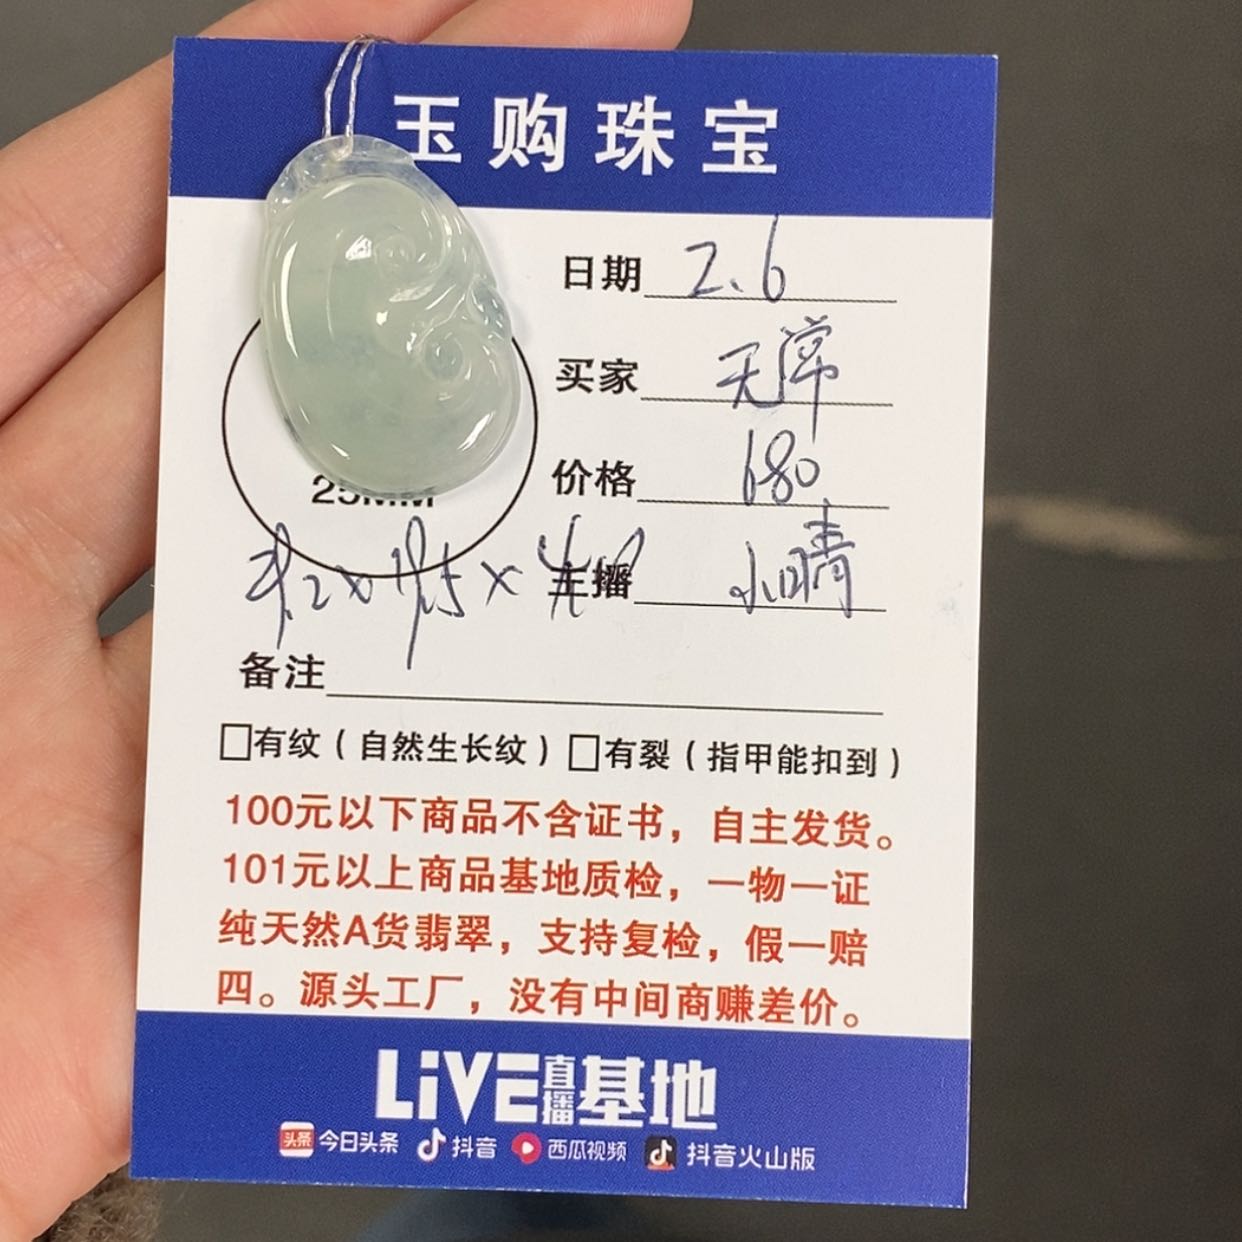 玉购珠宝
日期 2.6
买家 无常
价格 680
25MM
主播 小晴
备注
有纹（自然生长纹） 有裂（指甲能扣到）
100元以下商品不含证书，自主发货。
101元以上商品基地质检，一物一证
纯天然A货翡翠，支持复检，假一赔
四。源头工厂，没有中间商赚差价。
LiVE直播基地
头条 今日头条 抖音 西瓜视频 抖音火山版